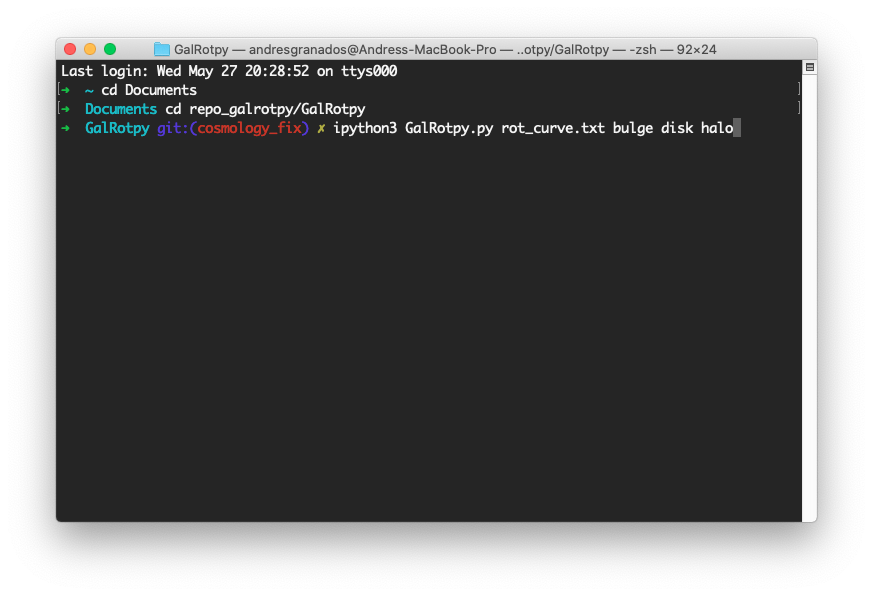 GalRotpy — andresgranados@Andress-MacBook-Pro — ..otpy/GalRotpy — -zsh — 92×24
Last login: Wed May 27 20:28:52 on ttys000
[➜  ~ cd Documents ]
[➜  Documents cd repo_galrotpy/GalRotpy ]
➜  GalRotpy git:(cosmology_fix) ✗ ipython3 GalRotpy.py rot_curve.txt bulge disk halo